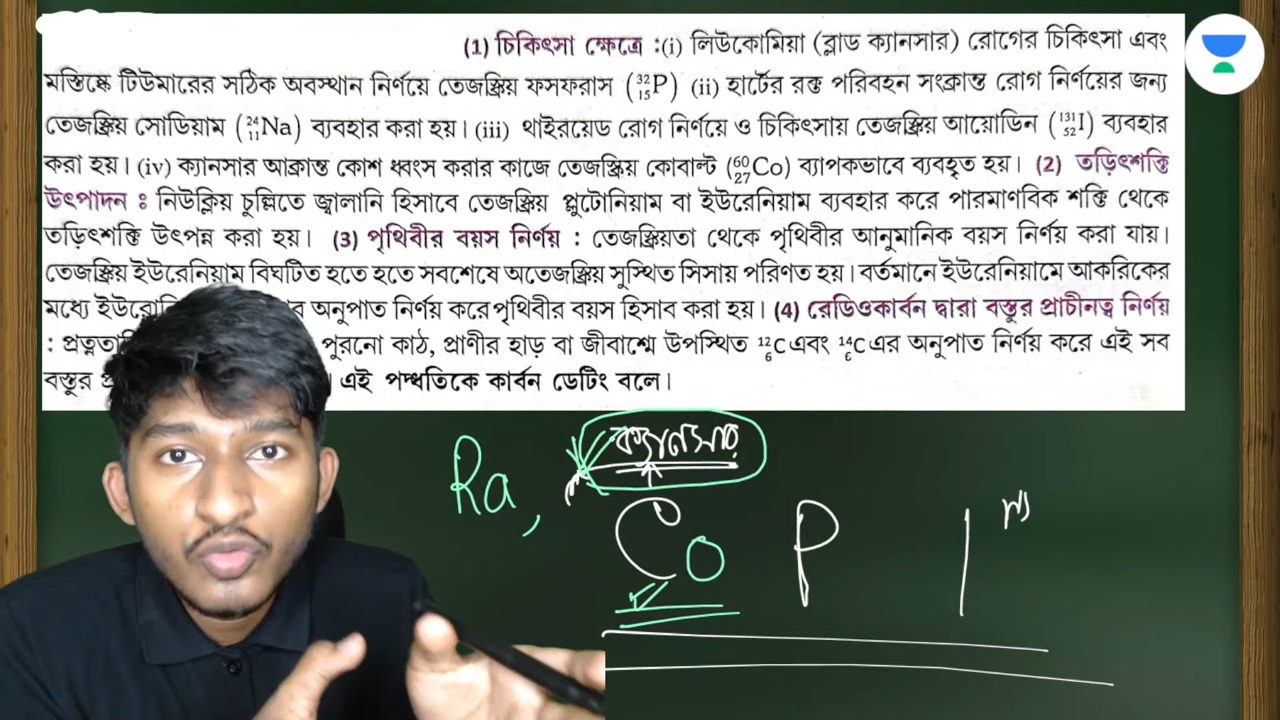 (1) চিকিৎসা ক্ষেত্রে :(i) লিউকোমিয়া (ব্লাড ক্যানসার) রোগের চিকিৎসা এবং
মস্তিষ্কে টিউমারের সঠিক অবস্থান নির্ণয়ে তেজস্ক্রিয় ফসফরাস (³²₁₅P) (ii) হার্টের রক্ত পরিবহন সংক্রান্ত রোগ নির্ণয়ের জন্য
তেজস্ক্রিয় সোডিয়াম (²⁴₁₁Na) ব্যবহার করা হয়। (iii) থাইরয়েড রোগ নির্ণয়ে ও চিকিৎসায় তেজস্ক্রিয় আয়োডিন (¹³¹₅₂I) ব্যবহার
করা হয়। (iv) ক্যানসার আক্রান্ত কোশ ধ্বংস করার কাজে তেজস্ক্রিয় কোবাল্ট (⁶⁰₂₇Co) ব্যাপকভাবে ব্যবহৃত হয়। (2) তড়িৎশক্তি
উৎপাদন : নিউক্লিয় চুল্লিতে জ্বালানি হিসাবে তেজস্ক্রিয় প্লুটোনিয়াম বা ইউরেনিয়াম ব্যবহার করে পারমাণবিক শক্তি থেকে
তড়িৎশক্তি উৎপন্ন করা হয়। (3) পৃথিবীর বয়স নির্ণয় : তেজস্ক্রিয়তা থেকে পৃথিবীর আনুমানিক বয়স নির্ণয় করা যায়।
তেজস্ক্রিয় ইউরেনিয়াম বিঘটিত হতে হতে সবশেষে অতেজস্ক্রিয় সুস্থিত সিসায় পরিণত হয়। বর্তমানে ইউরেনিয়ামে আকরিকের
মধ্যে অনুপাত নির্ণয় করে পৃথিবীর বয়স হিসাব করা হয়। (4) রেডিওকার্বন দ্বারা বস্তুর প্রাচীনত্ব নির্ণয়
: পুরনো কাঠ, প্রাণীর হাড় বা জীবাশ্মে উপস্থিত ¹²₆C এবং ¹⁴₆C এর অনুপাত নির্ণয় করে এই সব
বস্তুর এই পদ্ধতিকে কার্বন ডেটিং বলে।
ক্যানসার
Ra, Co P I